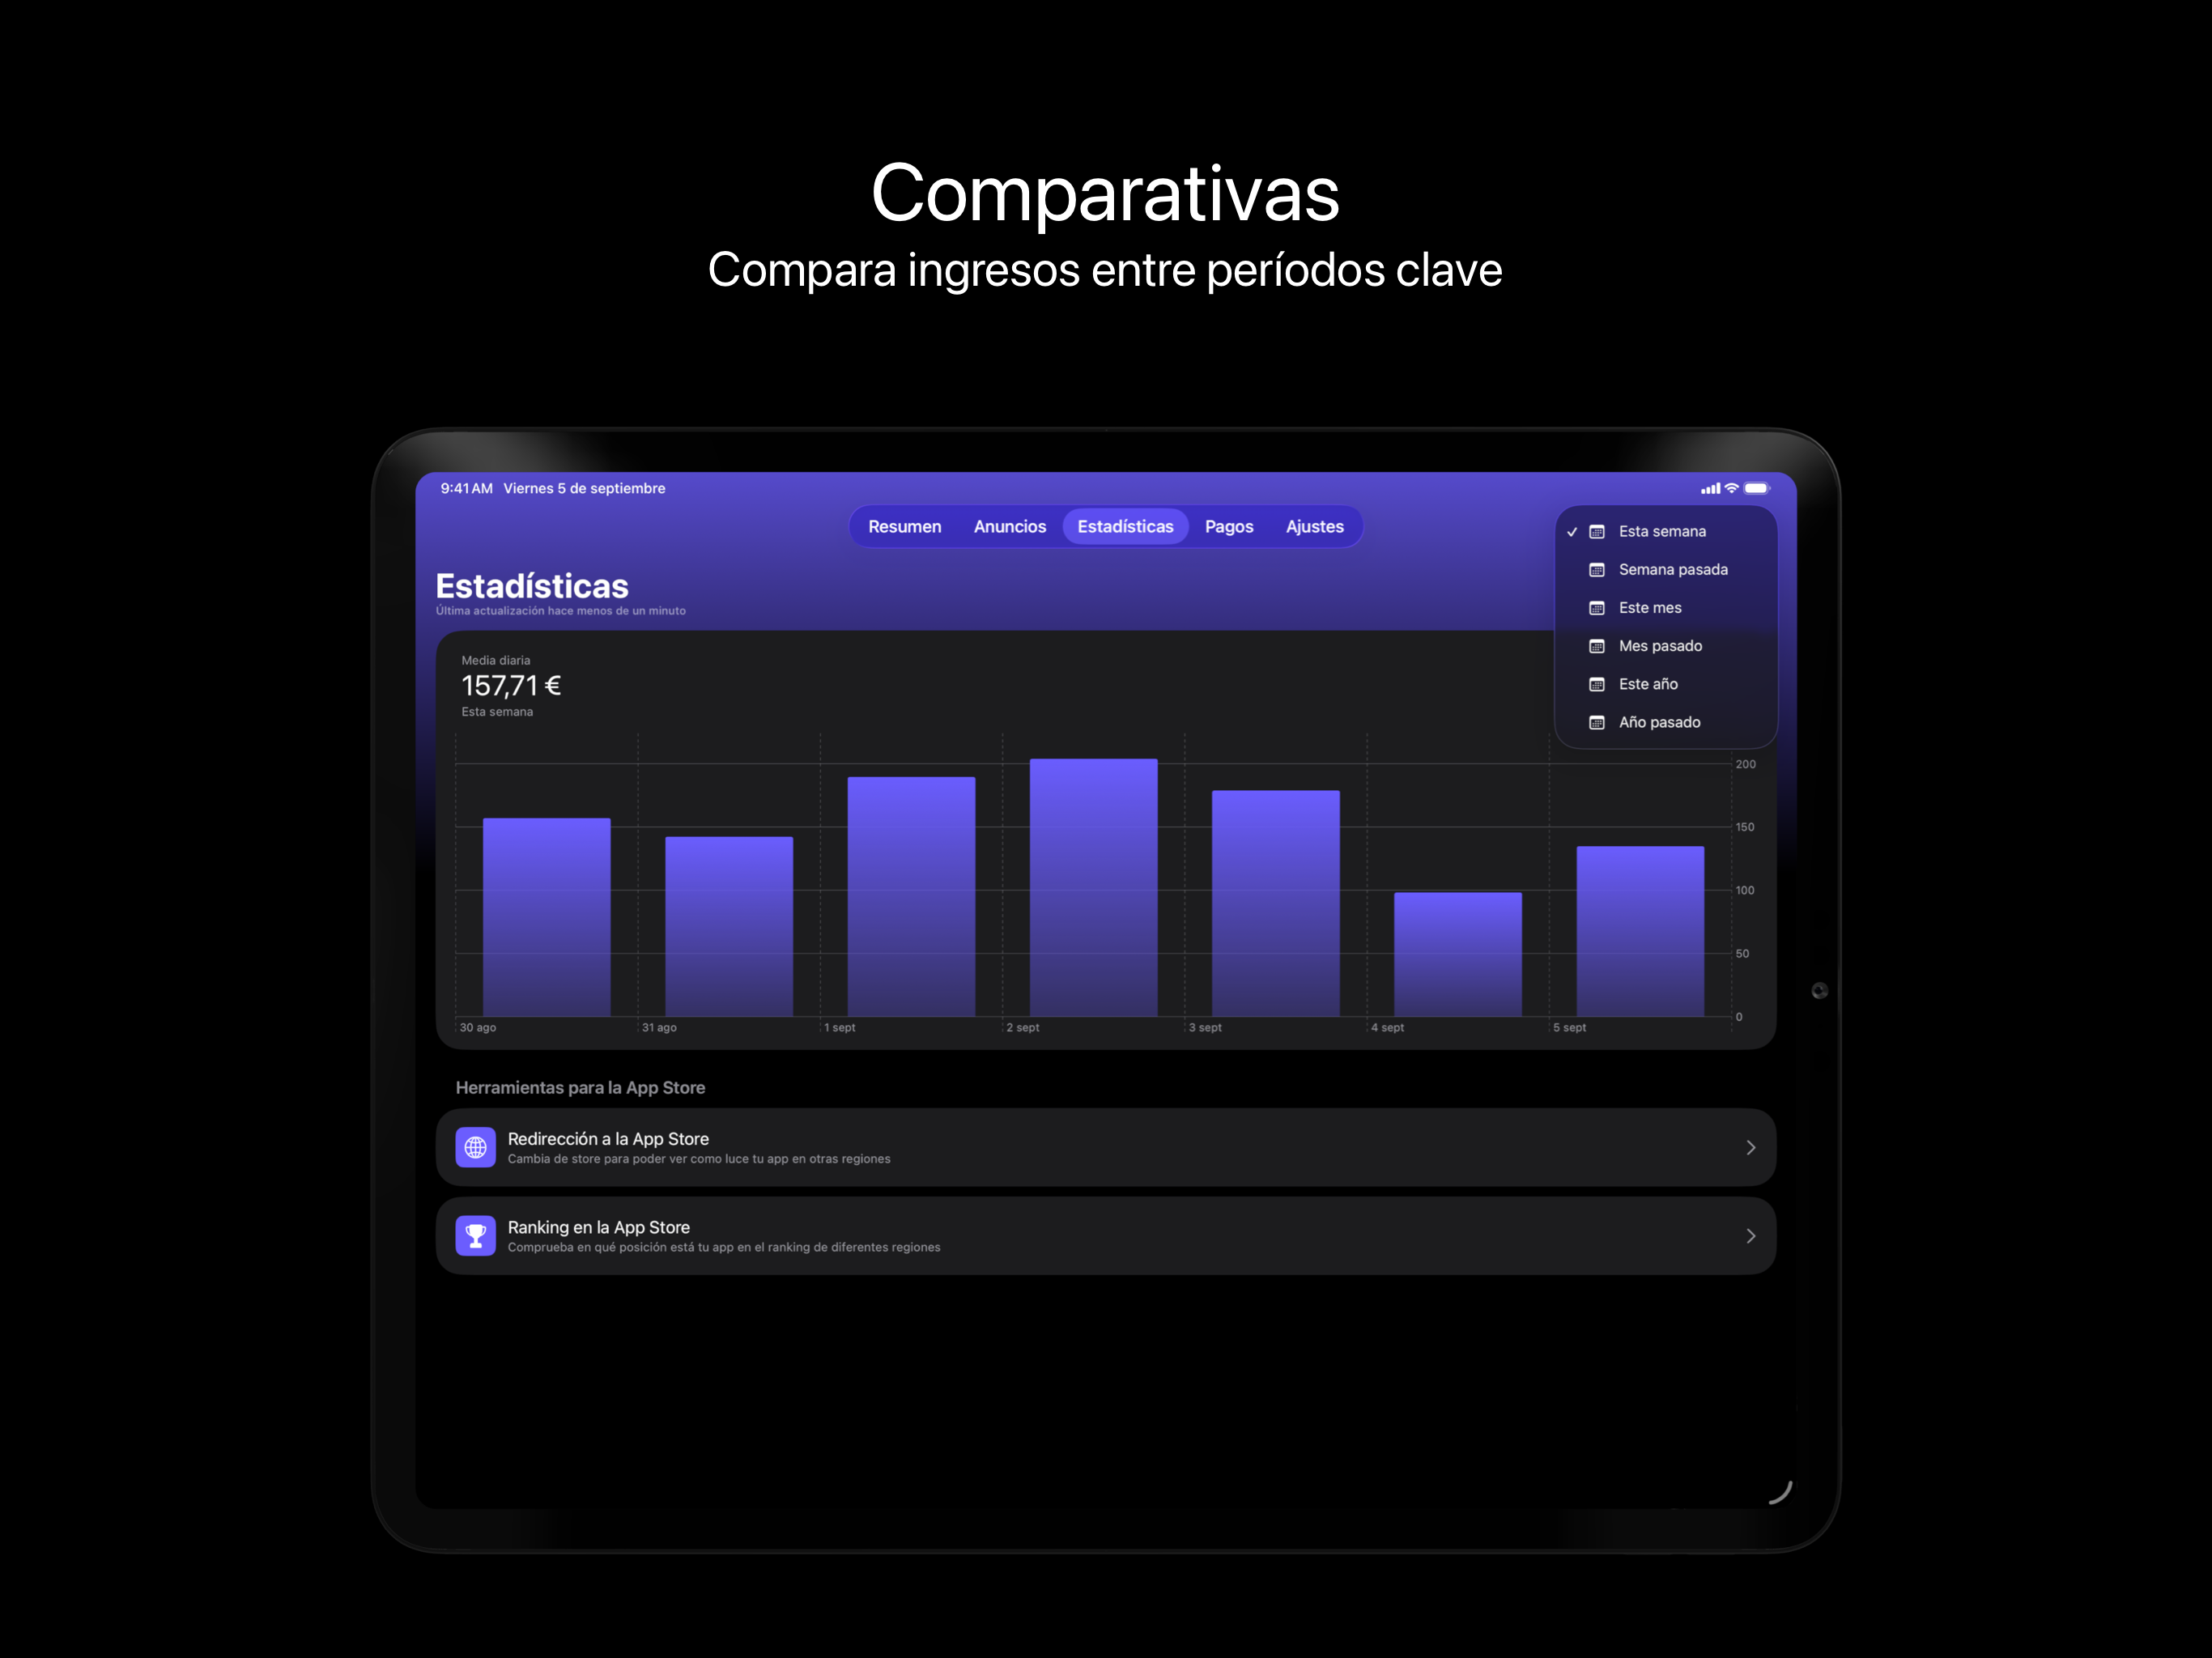 Comparativas
Compara ingresos entre períodos clave
9:41 AM Viernes 5 de septiembre
Resumen Anuncios Estadísticas Pagos Ajustes
Esta semana
Semana pasada
Este mes
Mes pasado
Este año
Año pasado
Estadísticas
Última actualización hace menos de un minuto
Media diaria
157,71 €
Esta semana
200
150
100
50
0
30 ago 31 ago 1 sept 2 sept 3 sept 4 sept 5 sept
Herramientas para la App Store
Redirección a la App Store
Cambia de store para poder ver como luce tu app en otras regiones
Ranking en la App Store
Comprueba en qué posición está tu app en el ranking de diferentes regiones